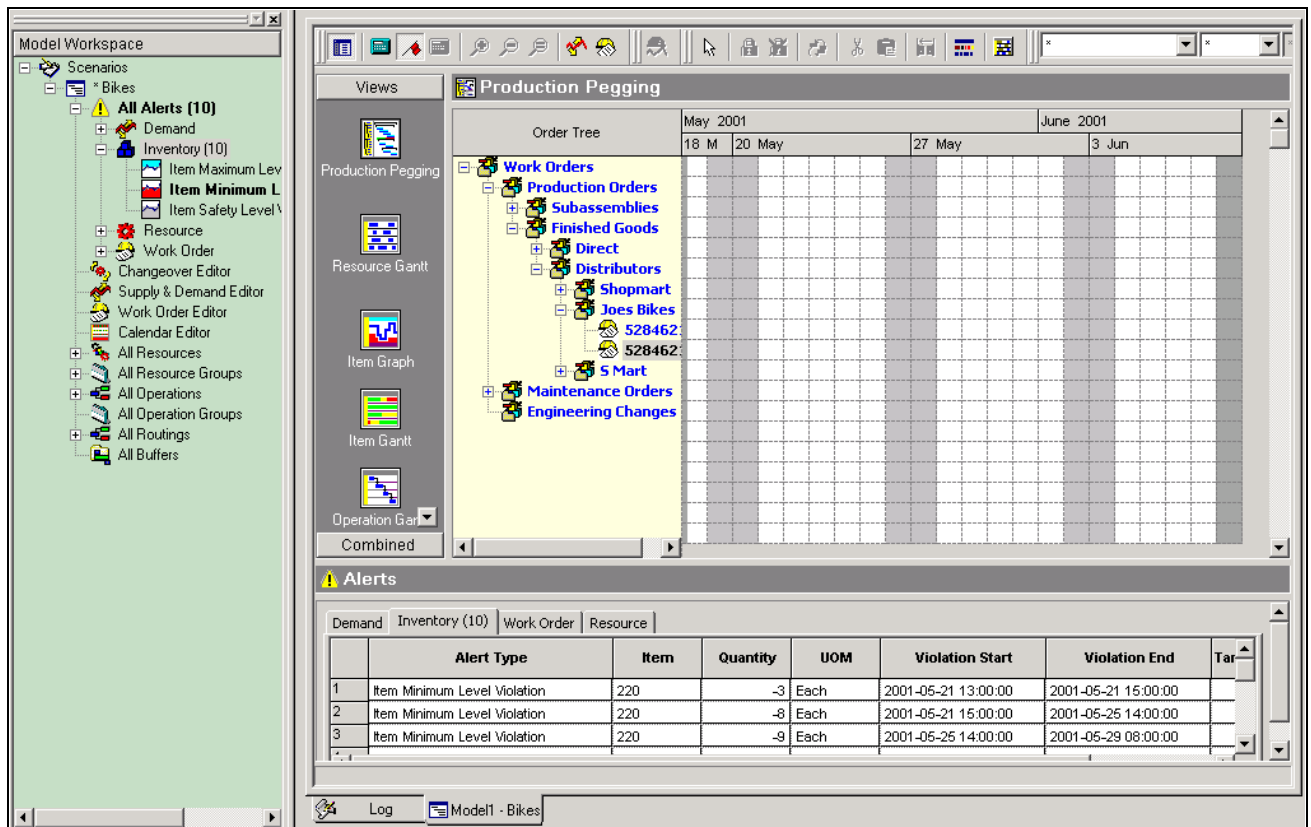 Model Workspace
Scenarios
* Bikes
All Alerts (10)
Demand
Inventory (10)
Item Maximum Lev
Item Minimum L
Item Safety Level V
Resource
Work Order
Changeover Editor
Supply & Demand Editor
Work Order Editor
Calendar Editor
All Resources
All Resource Groups
All Operations
All Operation Groups
All Routings
All Buffers
* *
Views
Production Pegging
Resource Gantt
Item Graph
Item Gantt
Operation Gan
Combined
Production Pegging
Order Tree
May 2001 June 2001
18 M 20 May 27 May 3 Jun
Work Orders
Production Orders
Subassemblies
Finished Goods
Direct
Distributors
Shopmart
Joes Bikes
528462
528462
S Mart
Maintenance Orders
Engineering Changes
Alerts
Demand Inventory (10) Work Order Resource
Alert Type Item Quantity UOM Violation Start Violation End Tar
1 Item Minimum Level Violation 220 -3 Each 2001-05-21 13:00:00 2001-05-21 15:00:00
2 Item Minimum Level Violation 220 -8 Each 2001-05-21 15:00:00 2001-05-25 14:00:00
3 Item Minimum Level Violation 220 -9 Each 2001-05-25 14:00:00 2001-05-29 08:00:00
Log Model1 - Bikes